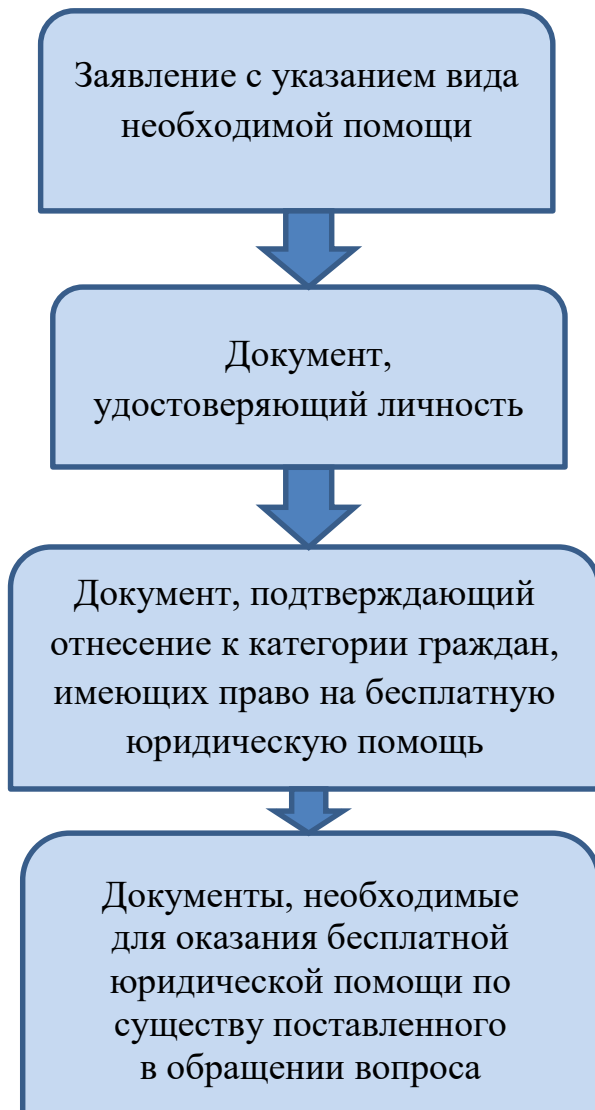 Заявление с указанием вида
необходимой помощи
Документ,
удостоверяющий личность
Документ, подтверждающий
отнесение к категории граждан,
имеющих право на бесплатную
юридическую помощь
Документы, необходимые
для оказания бесплатной
юридической помощи по
существу поставленного
в обращении вопроса